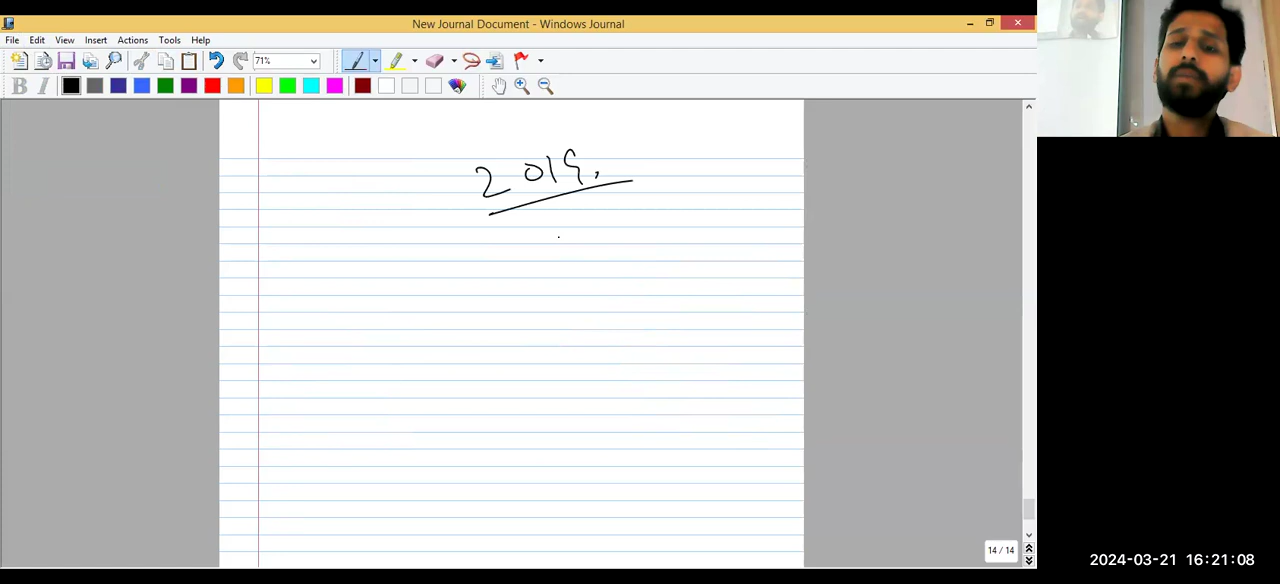 New Journal Document - Windows Journal
File Edit View Insert Actions Tools Help
71%
B I
2019.
14 / 14
2024-03-21 16:21:08